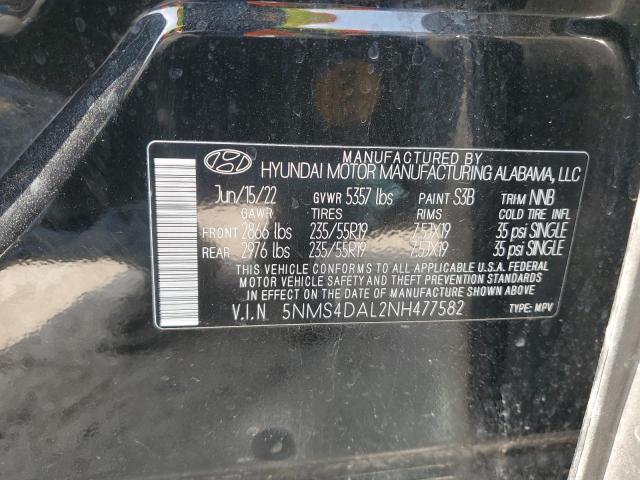 MANUFACTURED BY
HYUNDAI MOTOR MANUFACTURING ALABAMA, LLC
Jun/15/22 GVWR 5357 lbs PAINT S3B TRIM NNB
GAWR TIRES RIMS COLD TIRE INFL
FRONT 2866 lbs 235/55R19 7.5JX19 35 psi SINGLE
REAR 2976 lbs 235/55R19 7.5JX19 35 psi SINGLE
THIS VEHICLE CONFORMS TO ALL APPLICABLE U.S.A. FEDERAL
MOTOR VEHICLE SAFETY, BUMPER, AND THEFT PREVENTION STANDARDS
IN EFFECT ON THE DATE OF MANUFACTURE SHOWN ABOVE
V.I.N 5NMS4DAL2NH477582 TYPE: MPV